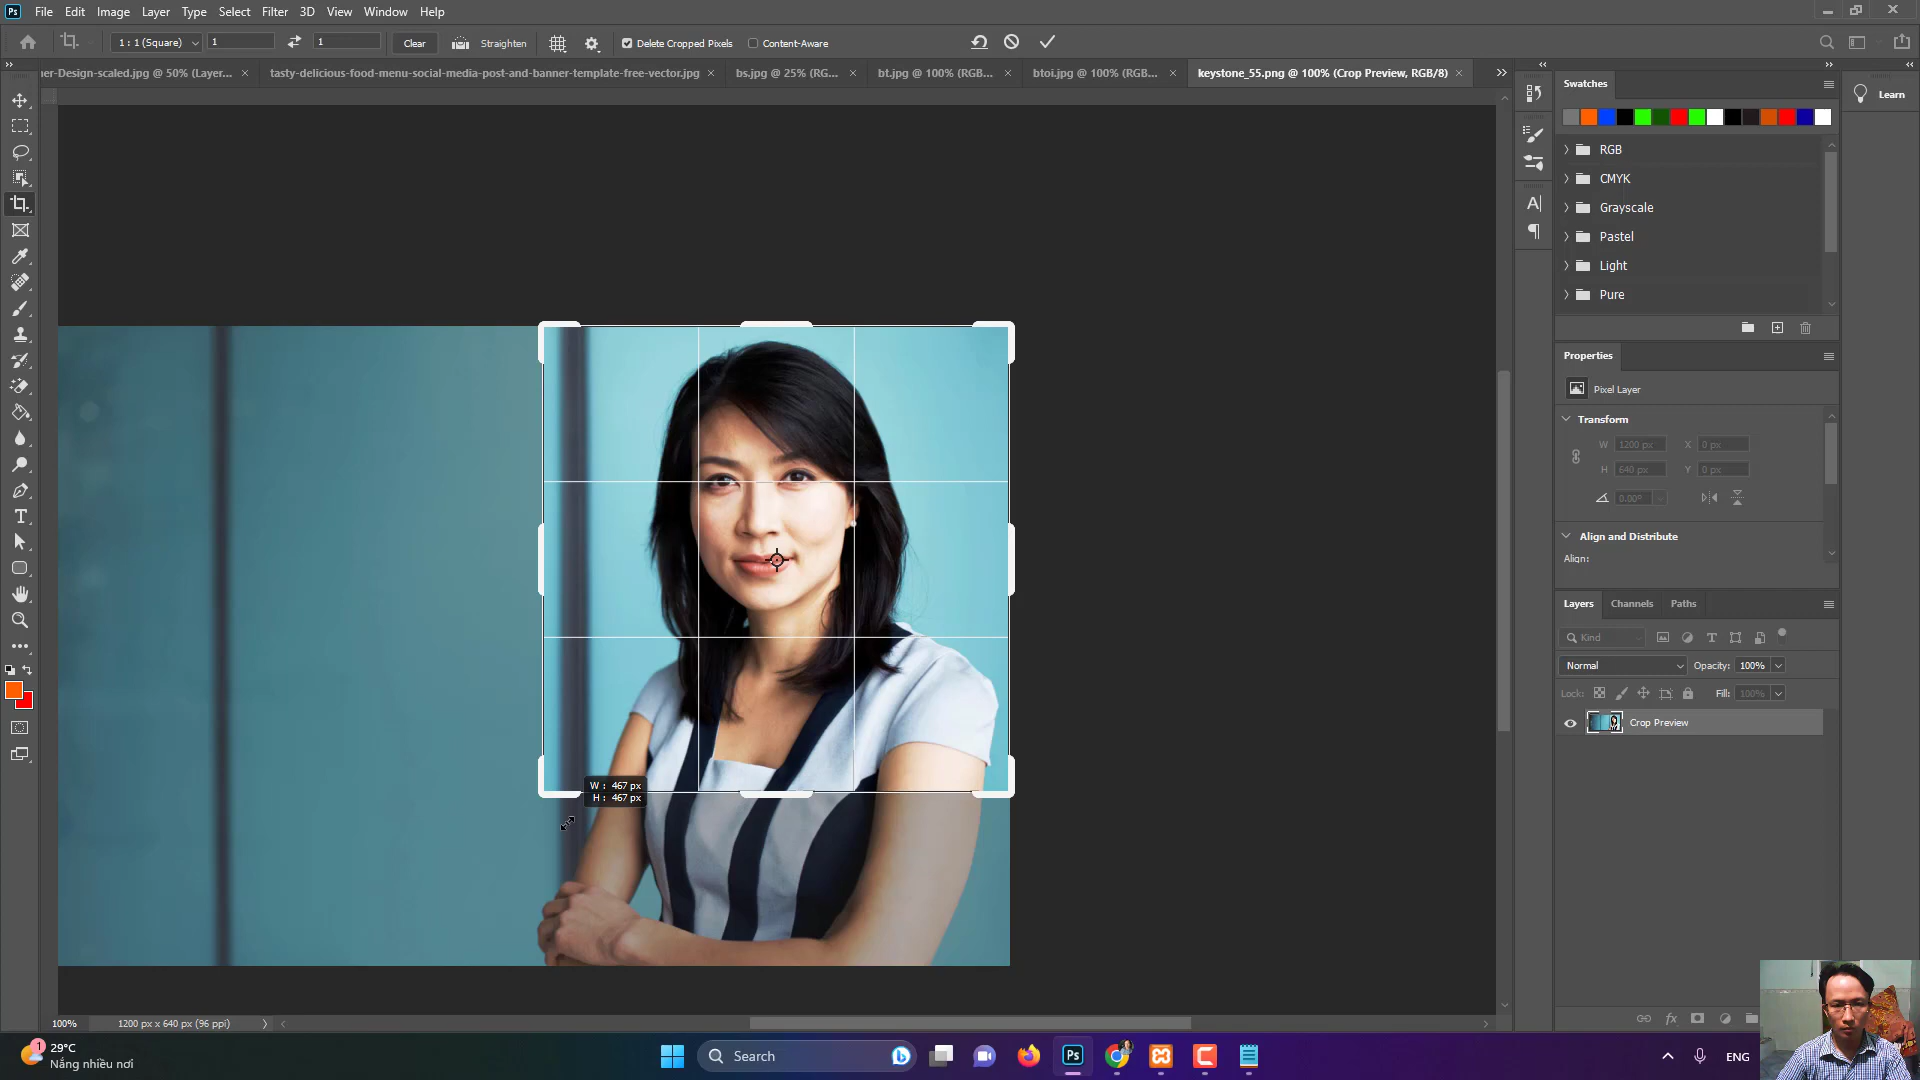 Ps File Edit Image Layer Type Select Filter 3D View Window Help
1 : 1 (Square) 1 1 Clear Straighten Delete Cropped Pixels Content-Aware
er-Design-scaled.jpg @ 50% (Layer... × tasty-delicious-food-menu-social-media-post-and-banner-template-free-vector.jpg × bs.jpg @ 25% (RG... × bt.jpg @ 100% (RGB... × btoi.jpg @ 100% (RGB... × keystone_55.png @ 100% (Crop Preview, RGB/8) ×
Swatches
Learn
RGB
CMYK
Grayscale
Pastel
Light
Pure
Properties
Pixel Layer
Transform
W 1200 px X 0 px
H 640 px Y 0 px
0.00°
Align and Distribute
Align:
Layers Channels Paths
Kind
Normal Opacity: 100%
Lock: Fill: 100%
Crop Preview
W : 467 px
H : 467 px
100% 1200 px x 640 px (96 ppi)
1 29°C
Nắng nhiều nơi
Search
Ps
ENG